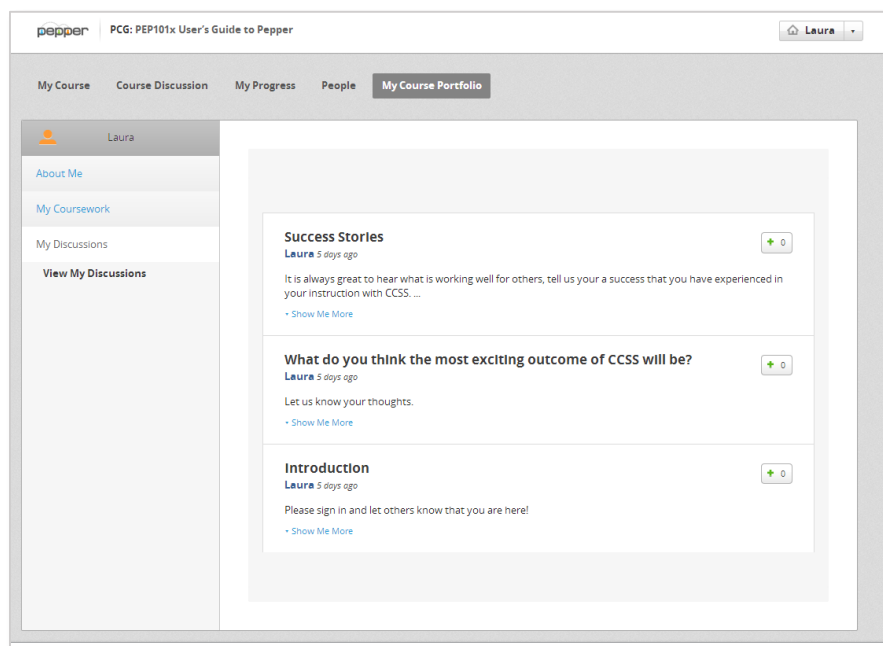 pepper PCG: PEP101x User's Guide to Pepper Laura
My Course Course Discussion My Progress People My Course Portfolio
Laura
About Me
My Coursework
My Discussions
View My Discussions
Success Stories
+ 0
Laura 5 days ago
It is always great to hear what is working well for others, tell us your a success that you have experienced in
your instruction with CCSS. ...
Show Me More
What do you think the most exciting outcome of CCSS will be?
+ 0
Laura 5 days ago
Let us know your thoughts.
Show Me More
Introduction
+ 0
Laura 5 days ago
Please sign in and let others know that you are here!
Show Me More